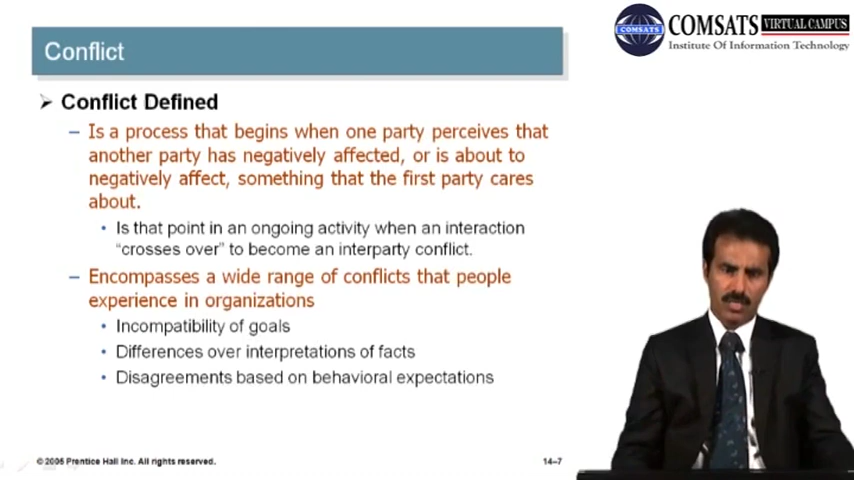 Conflict
COMSATS VIRTUAL CAMPUS
COMSATS
Institute Of Information Technology
➢ Conflict Defined
– Is a process that begins when one party perceives that
another party has negatively affected, or is about to
negatively affect, something that the first party cares
about.
• Is that point in an ongoing activity when an interaction
“crosses over” to become an interparty conflict.
– Encompasses a wide range of conflicts that people
experience in organizations
• Incompatibility of goals
• Differences over interpretations of facts
• Disagreements based on behavioral expectations
© 2005 Prentice Hall Inc. All rights reserved.
14–7